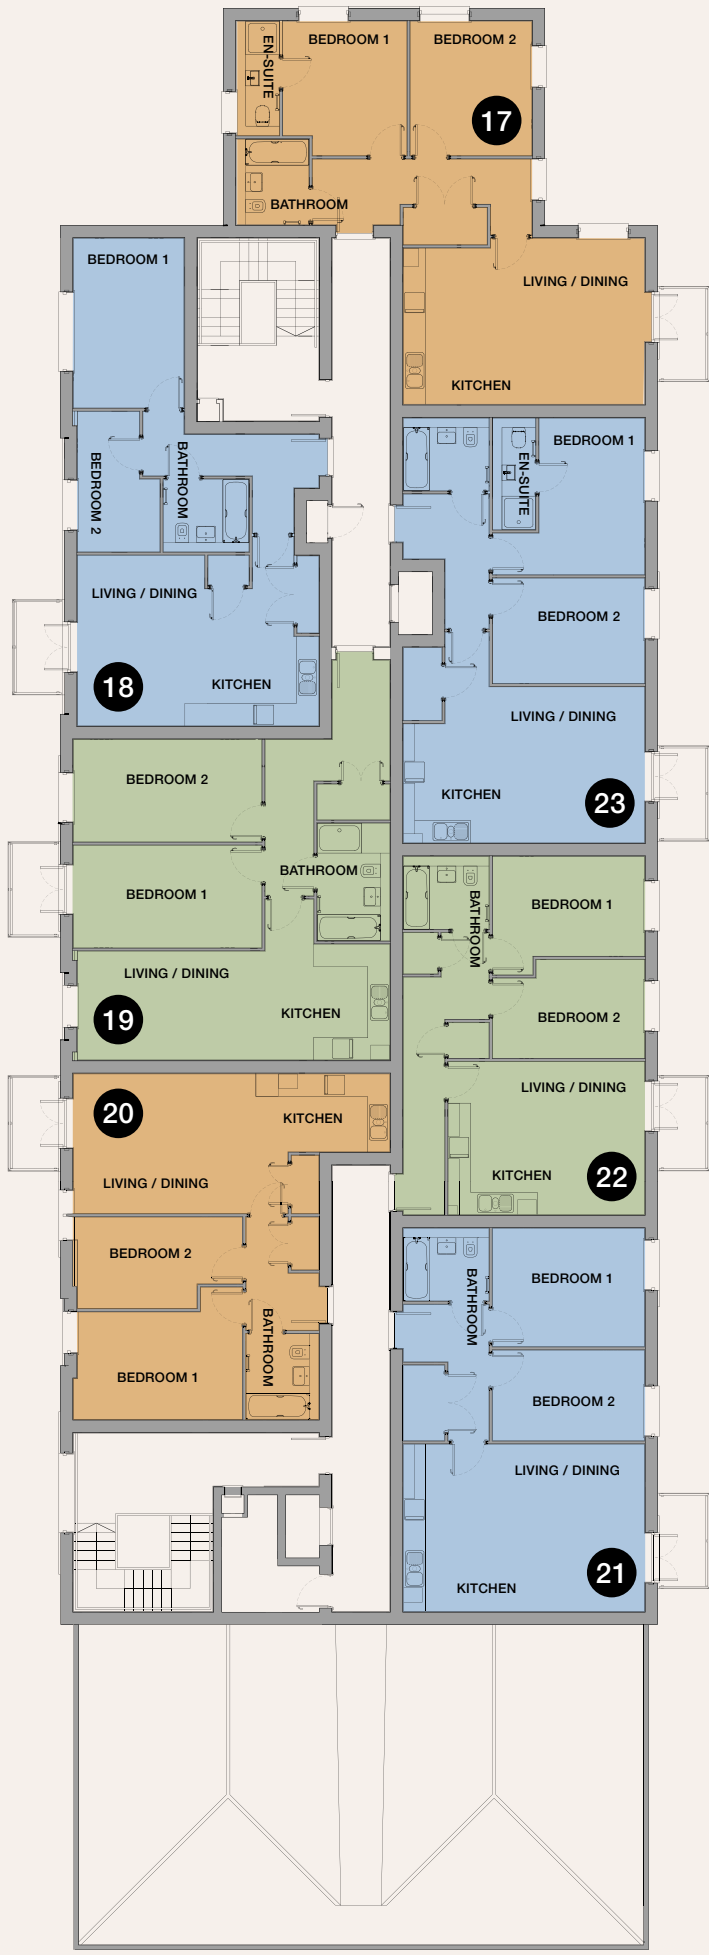 EN-SUITE
BEDROOM 1
BEDROOM 2
17
BATHROOM
LIVING / DINING
KITCHEN
BEDROOM 1
BEDROOM 2
BATHROOM
LIVING / DINING
18
KITCHEN
EN-SUITE
BEDROOM 1
BEDROOM 2
LIVING / DINING
KITCHEN
23
BEDROOM 2
BATHROOM
BEDROOM 1
LIVING / DINING
19
KITCHEN
BATHROOM
BEDROOM 1
BEDROOM 2
LIVING / DINING
KITCHEN
22
20
KITCHEN
LIVING / DINING
BEDROOM 2
BATHROOM
BEDROOM 1
BATHROOM
BEDROOM 1
BEDROOM 2
LIVING / DINING
21
KITCHEN